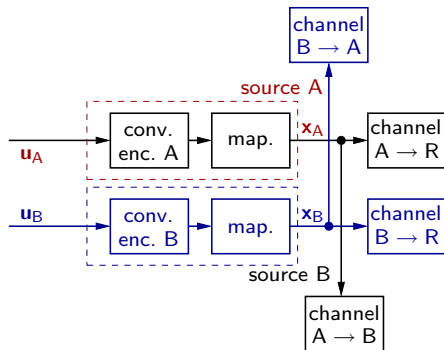 channel
B → A
source A
u_A
conv.
enc. A
map.
x_A
channel
A → R
u_B
conv.
enc. B
map.
x_B
channel
B → R
source B
channel
A → B